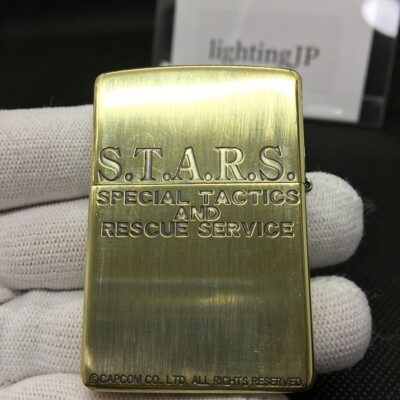 lightingJP
S.T.A.R.S.
SPECIAL TACTICS
AND
RESCUE SERVICE
©CAPCOM CO., LTD. ALL RIGHTS RESERVED.